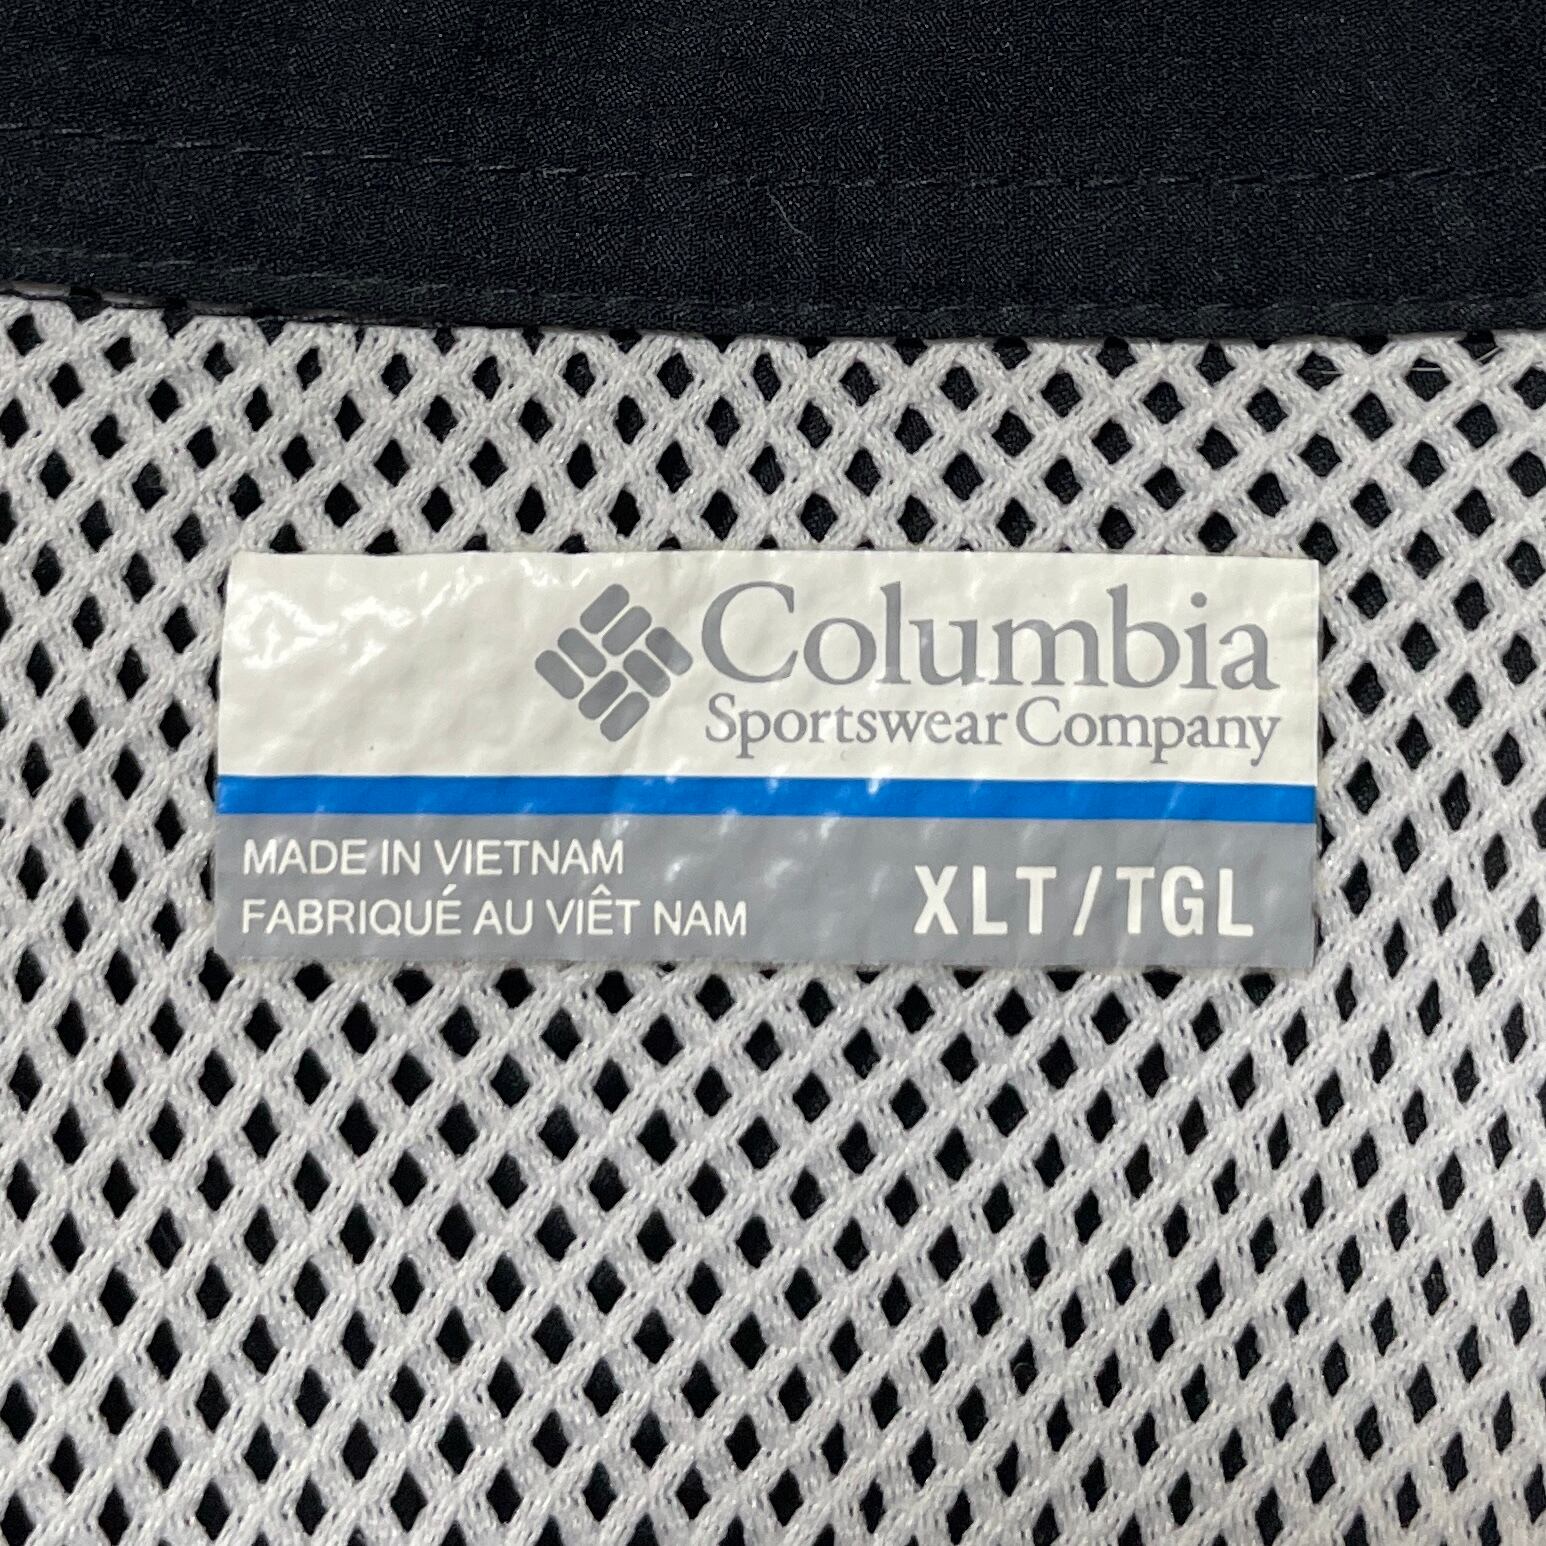 Columbia
Sportswear Company
MADE IN VIETNAM
FABRIQUÉ AU VIÊT NAM
XLT/TGL